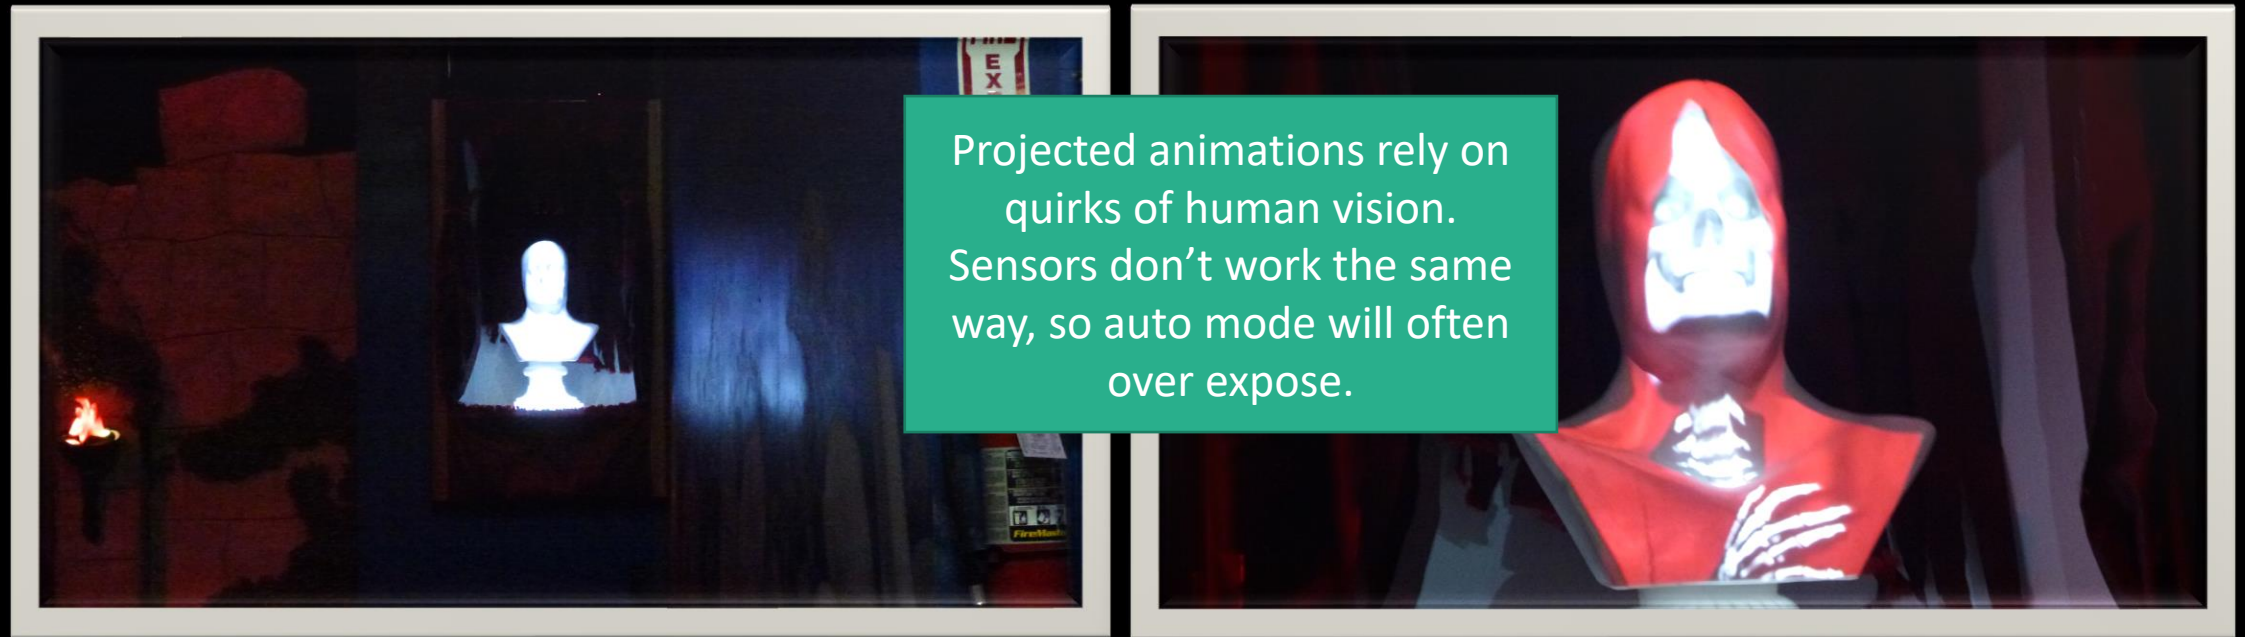 EX
Projected animations rely on
quirks of human vision.
Sensors don’t work the same
way, so auto mode will often
over expose.